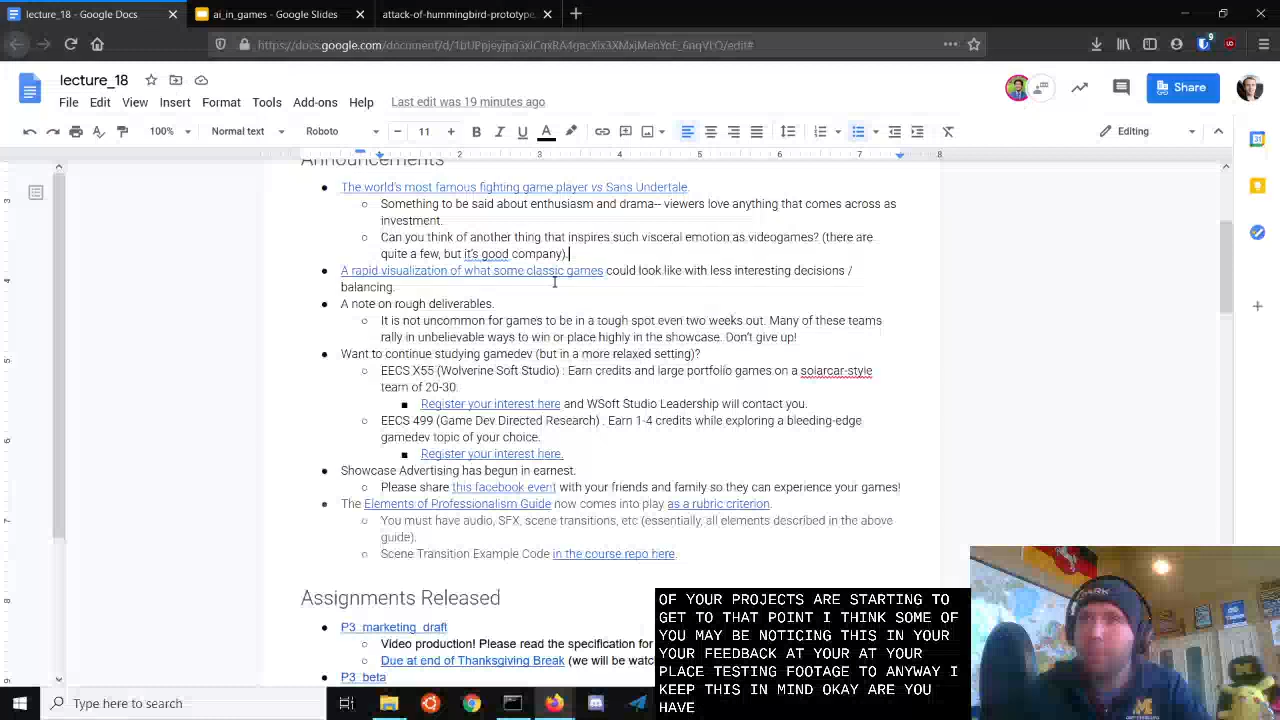 lecture_18 - Google Docs
ai_in_games - Google Slides
attack-of-hummingbird-prototype
lecture_18
File Edit View Insert Format Tools Add-ons Help Last edit was 19 minutes ago
Share
100% Normal text Roboto 11 Editing
2 3 4 5 6 7 8
Announcements
The world's most famous fighting game player vs Sans Undertale.
Something to be said about enthusiasm and drama-- viewers love anything that comes across as
investment.
Can you think of another thing that inspires such visceral emotion as videogames? (there are
quite a few, but it's good company).
A rapid visualization of what some classic games could look like with less interesting decisions /
balancing.
A note on rough deliverables.
It is not uncommon for games to be in a tough spot even two weeks out. Many of these teams
rally in unbelievable ways to win or place highly in the showcase. Don't give up!
Want to continue studying gamedev (but in a more relaxed setting)?
EECS X55 (Wolverine Soft Studio) : Earn credits and large portfolio games on a solarcar-style
team of 20-30.
Register your interest here and WSoft Studio Leadership will contact you.
EECS 499 (Game Dev Directed Research) . Earn 1-4 credits while exploring a bleeding-edge
gamedev topic of your choice.
Register your interest here.
Showcase Advertising has begun in earnest.
Please share this facebook event with your friends and family so they can experience your games!
The Elements of Professionalism Guide now comes into play as a rubric criterion.
You must have audio, SFX, scene transitions, etc (essentially, all elements described in the above
guide).
Scene Transition Example Code in the course repo here.
Assignments Released
P3_marketing_draft
Video production! Please read the specification for
Due at end of Thanksgiving Break (we will be watc
P3_beta
OF YOUR PROJECTS ARE STARTING TO
GET TO THAT POINT I THINK SOME OF
YOU MAY BE NOTICING THIS IN YOUR
YOUR FEEDBACK AT YOUR AT YOUR
PLACE TESTING FOOTAGE TO ANYWAY I
KEEP THIS IN MIND OKAY ARE YOU
HAVE
Type here to search